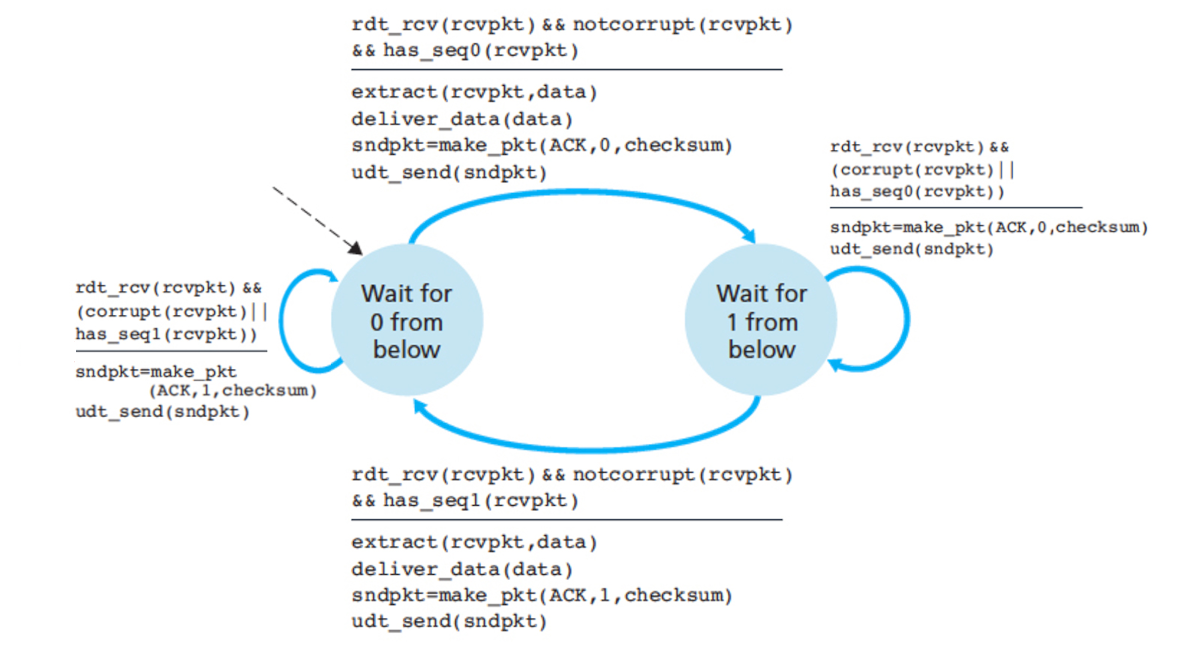 rdt_rcv(rcvpkt) && notcorrupt(rcvpkt)
&& has_seq0(rcvpkt)
extract(rcvpkt,data)
deliver_data(data)
sndpkt=make_pkt(ACK,0,checksum)
udt_send(sndpkt)
rdt_rcv(rcvpkt) &&
(corrupt(rcvpkt)||
has_seq0(rcvpkt))
sndpkt=make_pkt(ACK,0,checksum)
udt_send(sndpkt)
rdt_rcv(rcvpkt) &&
(corrupt(rcvpkt)||
has_seq1(rcvpkt))
sndpkt=make_pkt
(ACK,1,checksum)
udt_send(sndpkt)
Wait for
0 from
below
Wait for
1 from
below
rdt_rcv(rcvpkt) && notcorrupt(rcvpkt)
&& has_seq1(rcvpkt)
extract(rcvpkt,data)
deliver_data(data)
sndpkt=make_pkt(ACK,1,checksum)
udt_send(sndpkt)